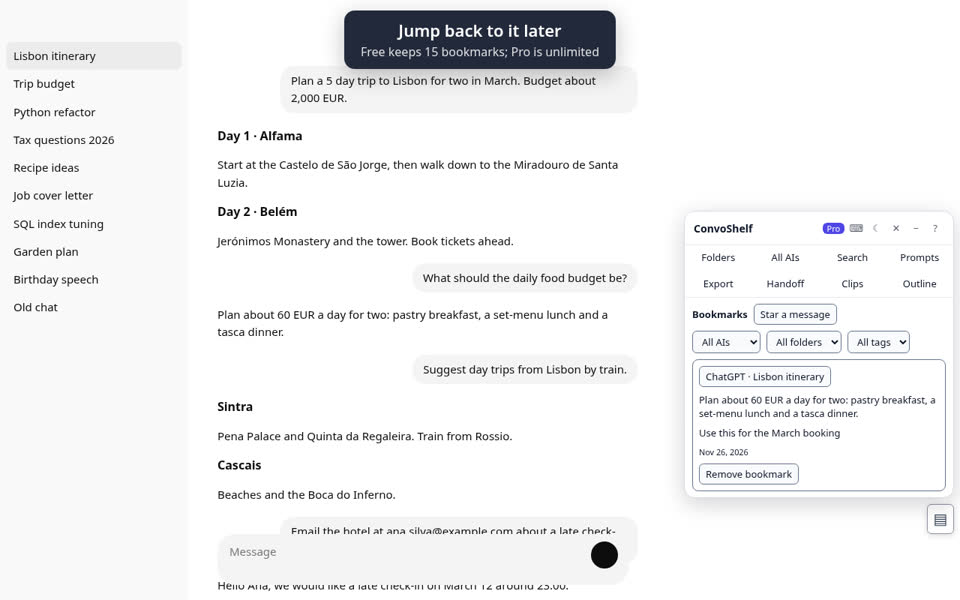 Jump back to it later
Free keeps 15 bookmarks; Pro is unlimited
Lisbon itinerary
Trip budget
Python refactor
Tax questions 2026
Recipe ideas
Job cover letter
SQL index tuning
Garden plan
Birthday speech
Old chat
Plan a 5 day trip to Lisbon for two in March. Budget about
2,000 EUR.
Day 1 · Alfama
Start at the Castelo de São Jorge, then walk down to the Miradouro de Santa
Luzia.
Day 2 · Belém
Jerónimos Monastery and the tower. Book tickets ahead.
What should the daily food budget be?
Plan about 60 EUR a day for two: pastry breakfast, a set-menu lunch and a
tasca dinner.
Suggest day trips from Lisbon by train.
Sintra
Pena Palace and Quinta da Regaleira. Train from Rossio.
Cascais
Beaches and the Boca do Inferno.
Email the hotel at ana.silva@example.com about a late check-
Message
Hello Ana, we would like a late check-in on March 12 around 23:00.
ConvoShelf
Pro
?
Folders All AIs Search Prompts
Export Handoff Clips Outline
Bookmarks Star a message
All AIs All folders All tags
ChatGPT · Lisbon itinerary
Plan about 60 EUR a day for two: pastry breakfast, a
set-menu lunch and a tasca dinner.
Use this for the March booking
Nov 26, 2026
Remove bookmark